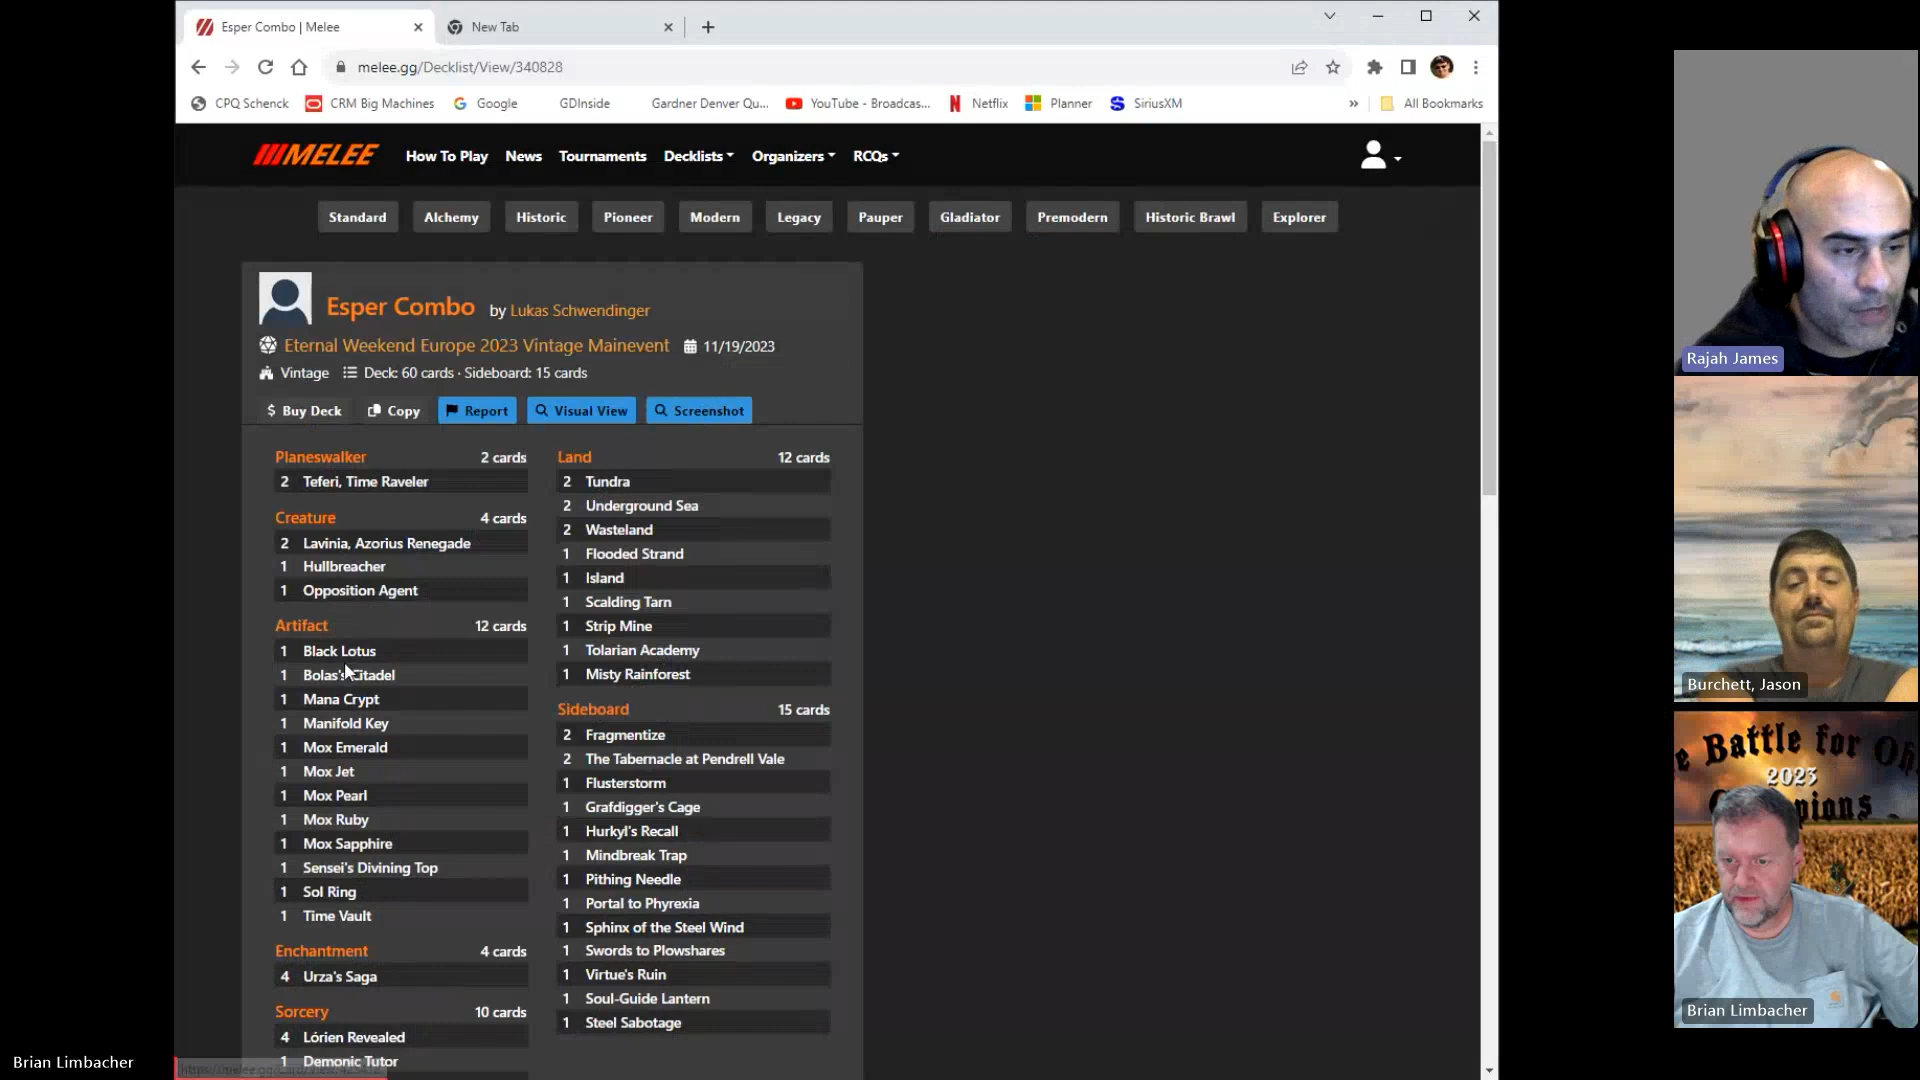 Esper Combo | Melee
New Tab
melee.gg/Decklist/View/340828
CPQ Schenck
CRM Big Machines
Google
GDInside
Gardner Denver Qu...
YouTube - Broadcas...
Netflix
Planner
SiriusXM
»
All Bookmarks
MELEE
How To Play
News
Tournaments
Decklists
Organizers
RCQs
Standard
Alchemy
Historic
Pioneer
Modern
Legacy
Pauper
Gladiator
Premodern
Historic Brawl
Explorer
Esper Combo by Lukas Schwendinger
Eternal Weekend Europe 2023 Vintage Mainevent 11/19/2023
Vintage Deck: 60 cards · Sideboard: 15 cards
$ Buy Deck
Copy
Report
Visual View
Screenshot
Planeswalker 2 cards
2 Teferi, Time Raveler
Creature 4 cards
2 Lavinia, Azorius Renegade
1 Hullbreacher
1 Opposition Agent
Artifact 12 cards
1 Black Lotus
1 Bolas's Citadel
1 Mana Crypt
1 Manifold Key
1 Mox Emerald
1 Mox Jet
1 Mox Pearl
1 Mox Ruby
1 Mox Sapphire
1 Sensei's Divining Top
1 Sol Ring
1 Time Vault
Enchantment 4 cards
4 Urza's Saga
Sorcery 10 cards
4 Lórien Revealed
1 Demonic Tutor
Land 12 cards
2 Tundra
2 Underground Sea
2 Wasteland
1 Flooded Strand
1 Island
1 Scalding Tarn
1 Strip Mine
1 Tolarian Academy
1 Misty Rainforest
Sideboard 15 cards
2 Fragmentize
2 The Tabernacle at Pendrell Vale
1 Flusterstorm
1 Grafdigger's Cage
1 Hurkyl's Recall
1 Mindbreak Trap
1 Pithing Needle
1 Portal to Phyrexia
1 Sphinx of the Steel Wind
1 Swords to Plowshares
1 Virtue's Ruin
1 Soul-Guide Lantern
1 Steel Sabotage
Rajah James
Burchett, Jason
e Battle for Oh
2023
Brian Limbacher
Brian Limbacher